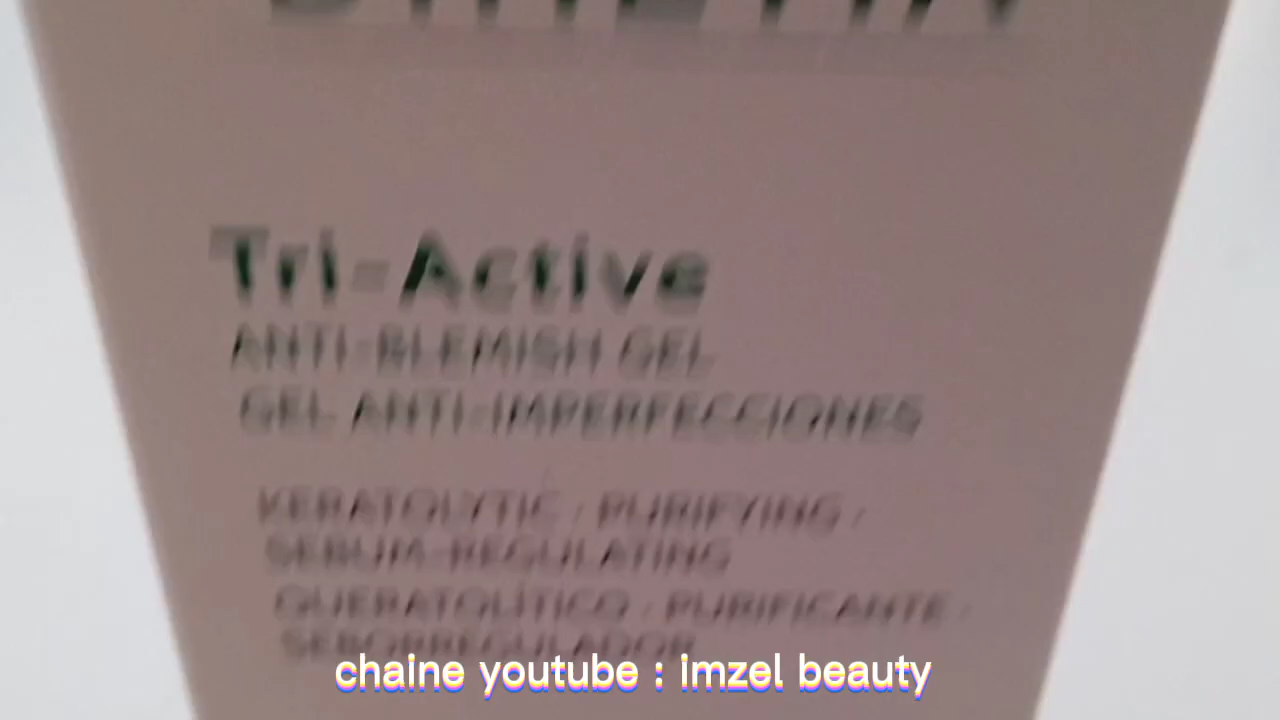 Tri-Active
ANTI-BLEMISH GEL
GEL ANTI-IMPERFECCIONES
KERATOLYTIC / PURIFYING /
SEBUM-REGULATING
QUERATOLÍTICO / PURIFICANTE /
SEBORREGULADOR
chaine youtube : imzel beauty